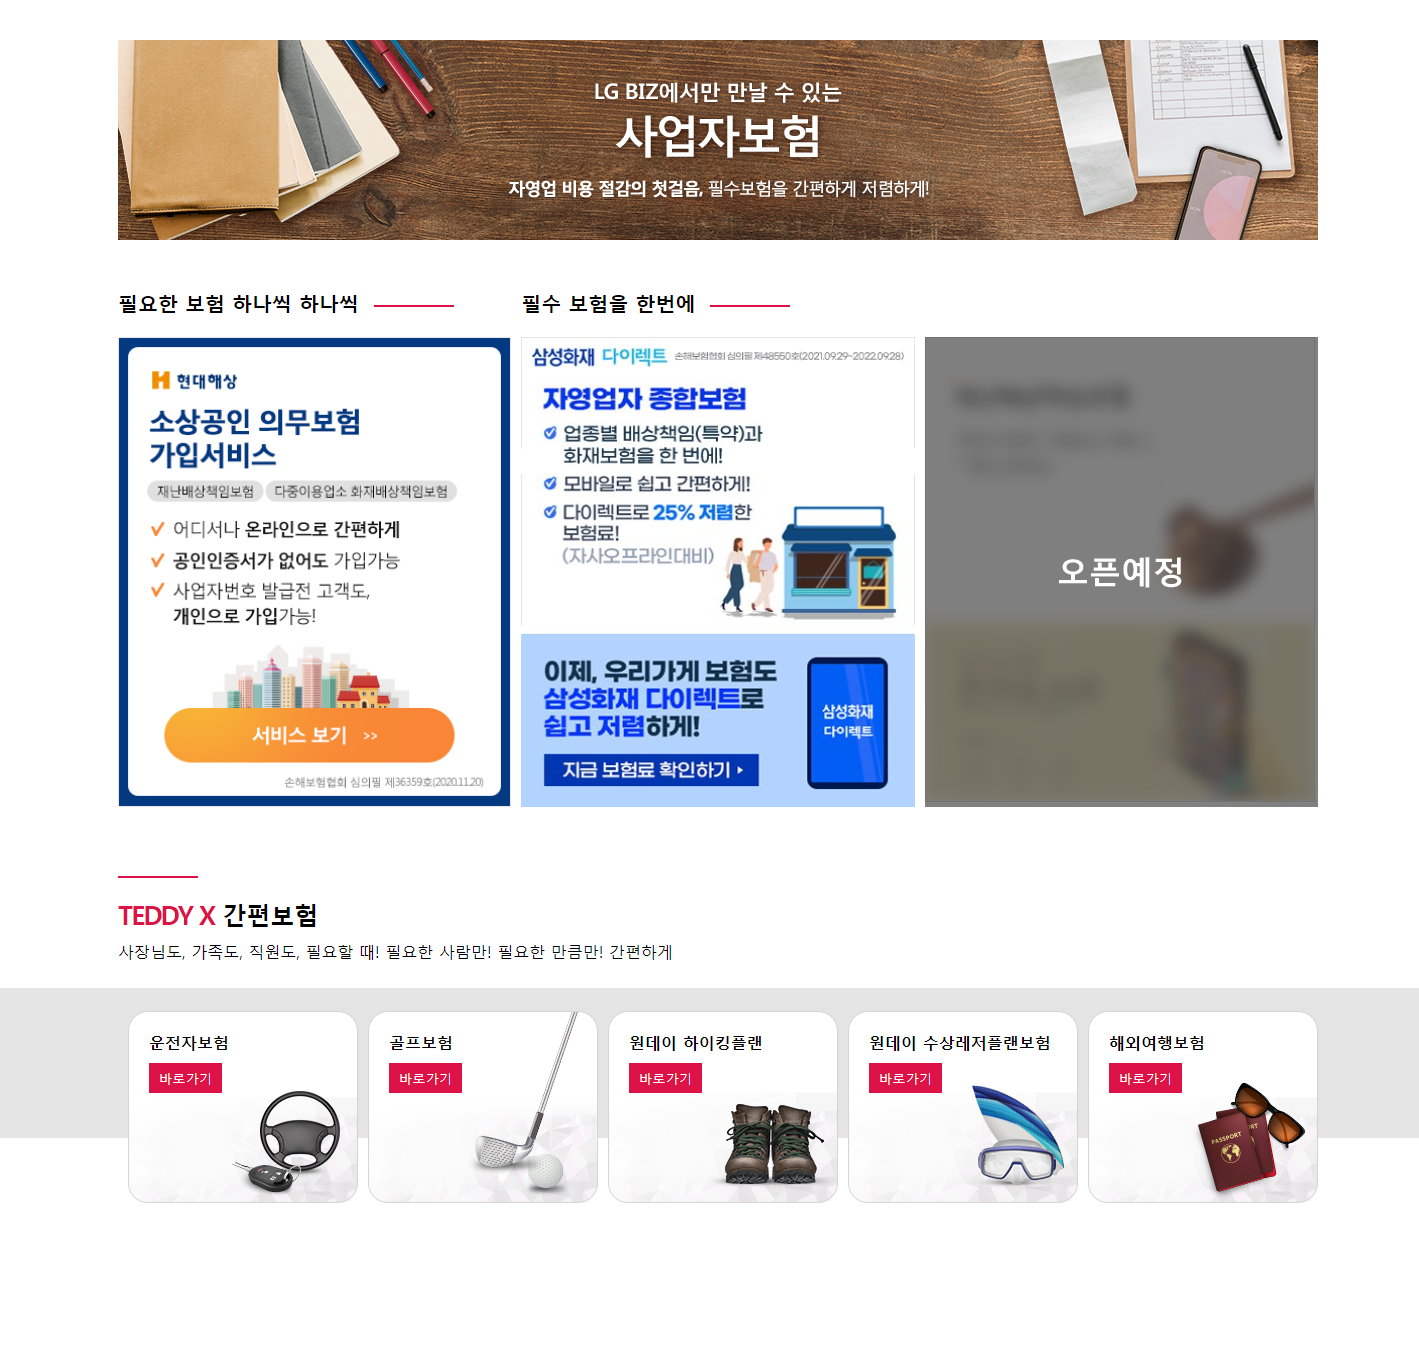 LG BIZ에서만 만날 수 있는
사업자보험
자영업 비용 절감의 첫걸음, 필수보험을 간편하게 저렴하게!
필요한 보험 하나씩 하나씩
현대해상
소상공인 의무보험
가입서비스
재난배상책임보험 다중이용업소 화재배상책임보험
어디서나 온라인으로 간편하게
공인인증서가 없어도 가입가능
사업자번호 발급전 고객도,
개인으로 가입가능!
서비스 보기 >>
손해보험협회 심의필 제36359호(2020.11.20)
필수 보험을 한번에
삼성화재 다이렉트 손해보험협회 심의필 제48550호(2021.09.29~2022.09.28)
자영업자 종합보험
업종별 배상책임(특약)과
화재보험을 한 번에!
모바일로 쉽고 간편하게!
다이렉트로 25% 저렴한
보험료!
(자사오프라인대비)
이제, 우리가게 보험도
삼성화재 다이렉트로
쉽고 저렴하게!
지금 보험료 확인하기
삼성화재
다이렉트
오픈예정
TEDDY X 간편보험
사장님도, 가족도, 직원도, 필요할 때! 필요한 사람만! 필요한 만큼만! 간편하게
운전자보험
바로가기
골프보험
바로가기
원데이 하이킹플랜
바로가기
원데이 수상레저플랜보험
바로가기
해외여행보험
바로가기
PASSPORT